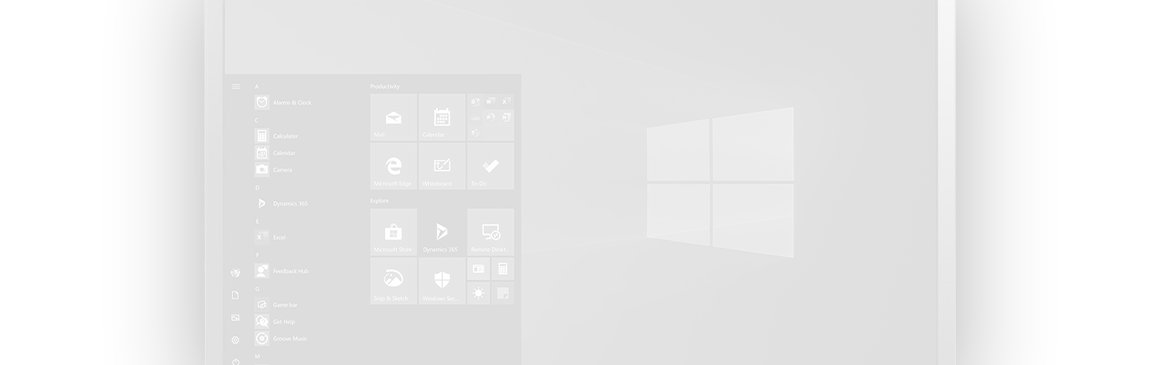 A
Alarms & Clock
C
Calculator
Calendar
Camera
D
Dynamics 365
E
Excel
F
Feedback Hub
G
Game bar
Get Help
Groove Music
M
Productivity
Mail
Calendar
Microsoft Edge
Whiteboard
To Do
Explore
Microsoft Store
Dynamics 365
Remote Desk...
Snip & Sketch
Windows Sec...